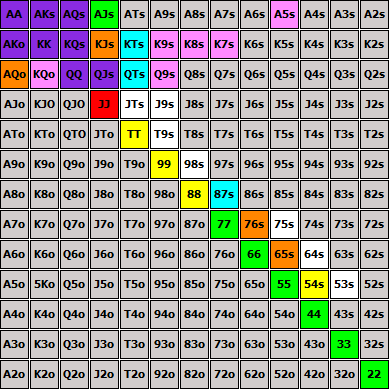 AA AKs AQs AJs ATs A9s A8s A7s A6s A5s A4s A3s A2s
AKo KK KQs KJs KTs K9s K8s K7s K6s K5s K4s K3s K2s
AQo KQo QQ QJs QTs Q9s Q8s Q7s Q6s Q5s Q4s Q3s Q2s
AJo KJO QJO JJ JTs J9s J8s J7s J6s J5s J4s J3s J2s
ATo KTo QTO JTo TT T9s T8s T7s T6s T5s T4s T3s T2s
A9o K9o Q9o J9o T9o 99 98s 97s 96s 95s 94s 93s 92s
A8o K8o Q8o J8o T8o 98o 88 87s 86s 85s 84s 83s 82s
A7o K7o Q7o J7o T7o 97o 87o 77 76s 75s 74s 73s 72s
A6o K6o Q6o J6o T6o 96o 86o 76o 66 65s 64s 63s 62s
A5o 5Ko Q5o J5o T5o 95o 85o 75o 65o 55 54s 53s 52s
A4o K4o Q4o J4o T4o 94o 84o 74o 64o 54o 44 43s 42s
A3o K3o Q3o J3o T3o 93o 83o 73o 63o 53o 43o 33 32s
A2o K2o Q2o J2o T2o 92o 82o 72o 62o 52o 42o 32o 22